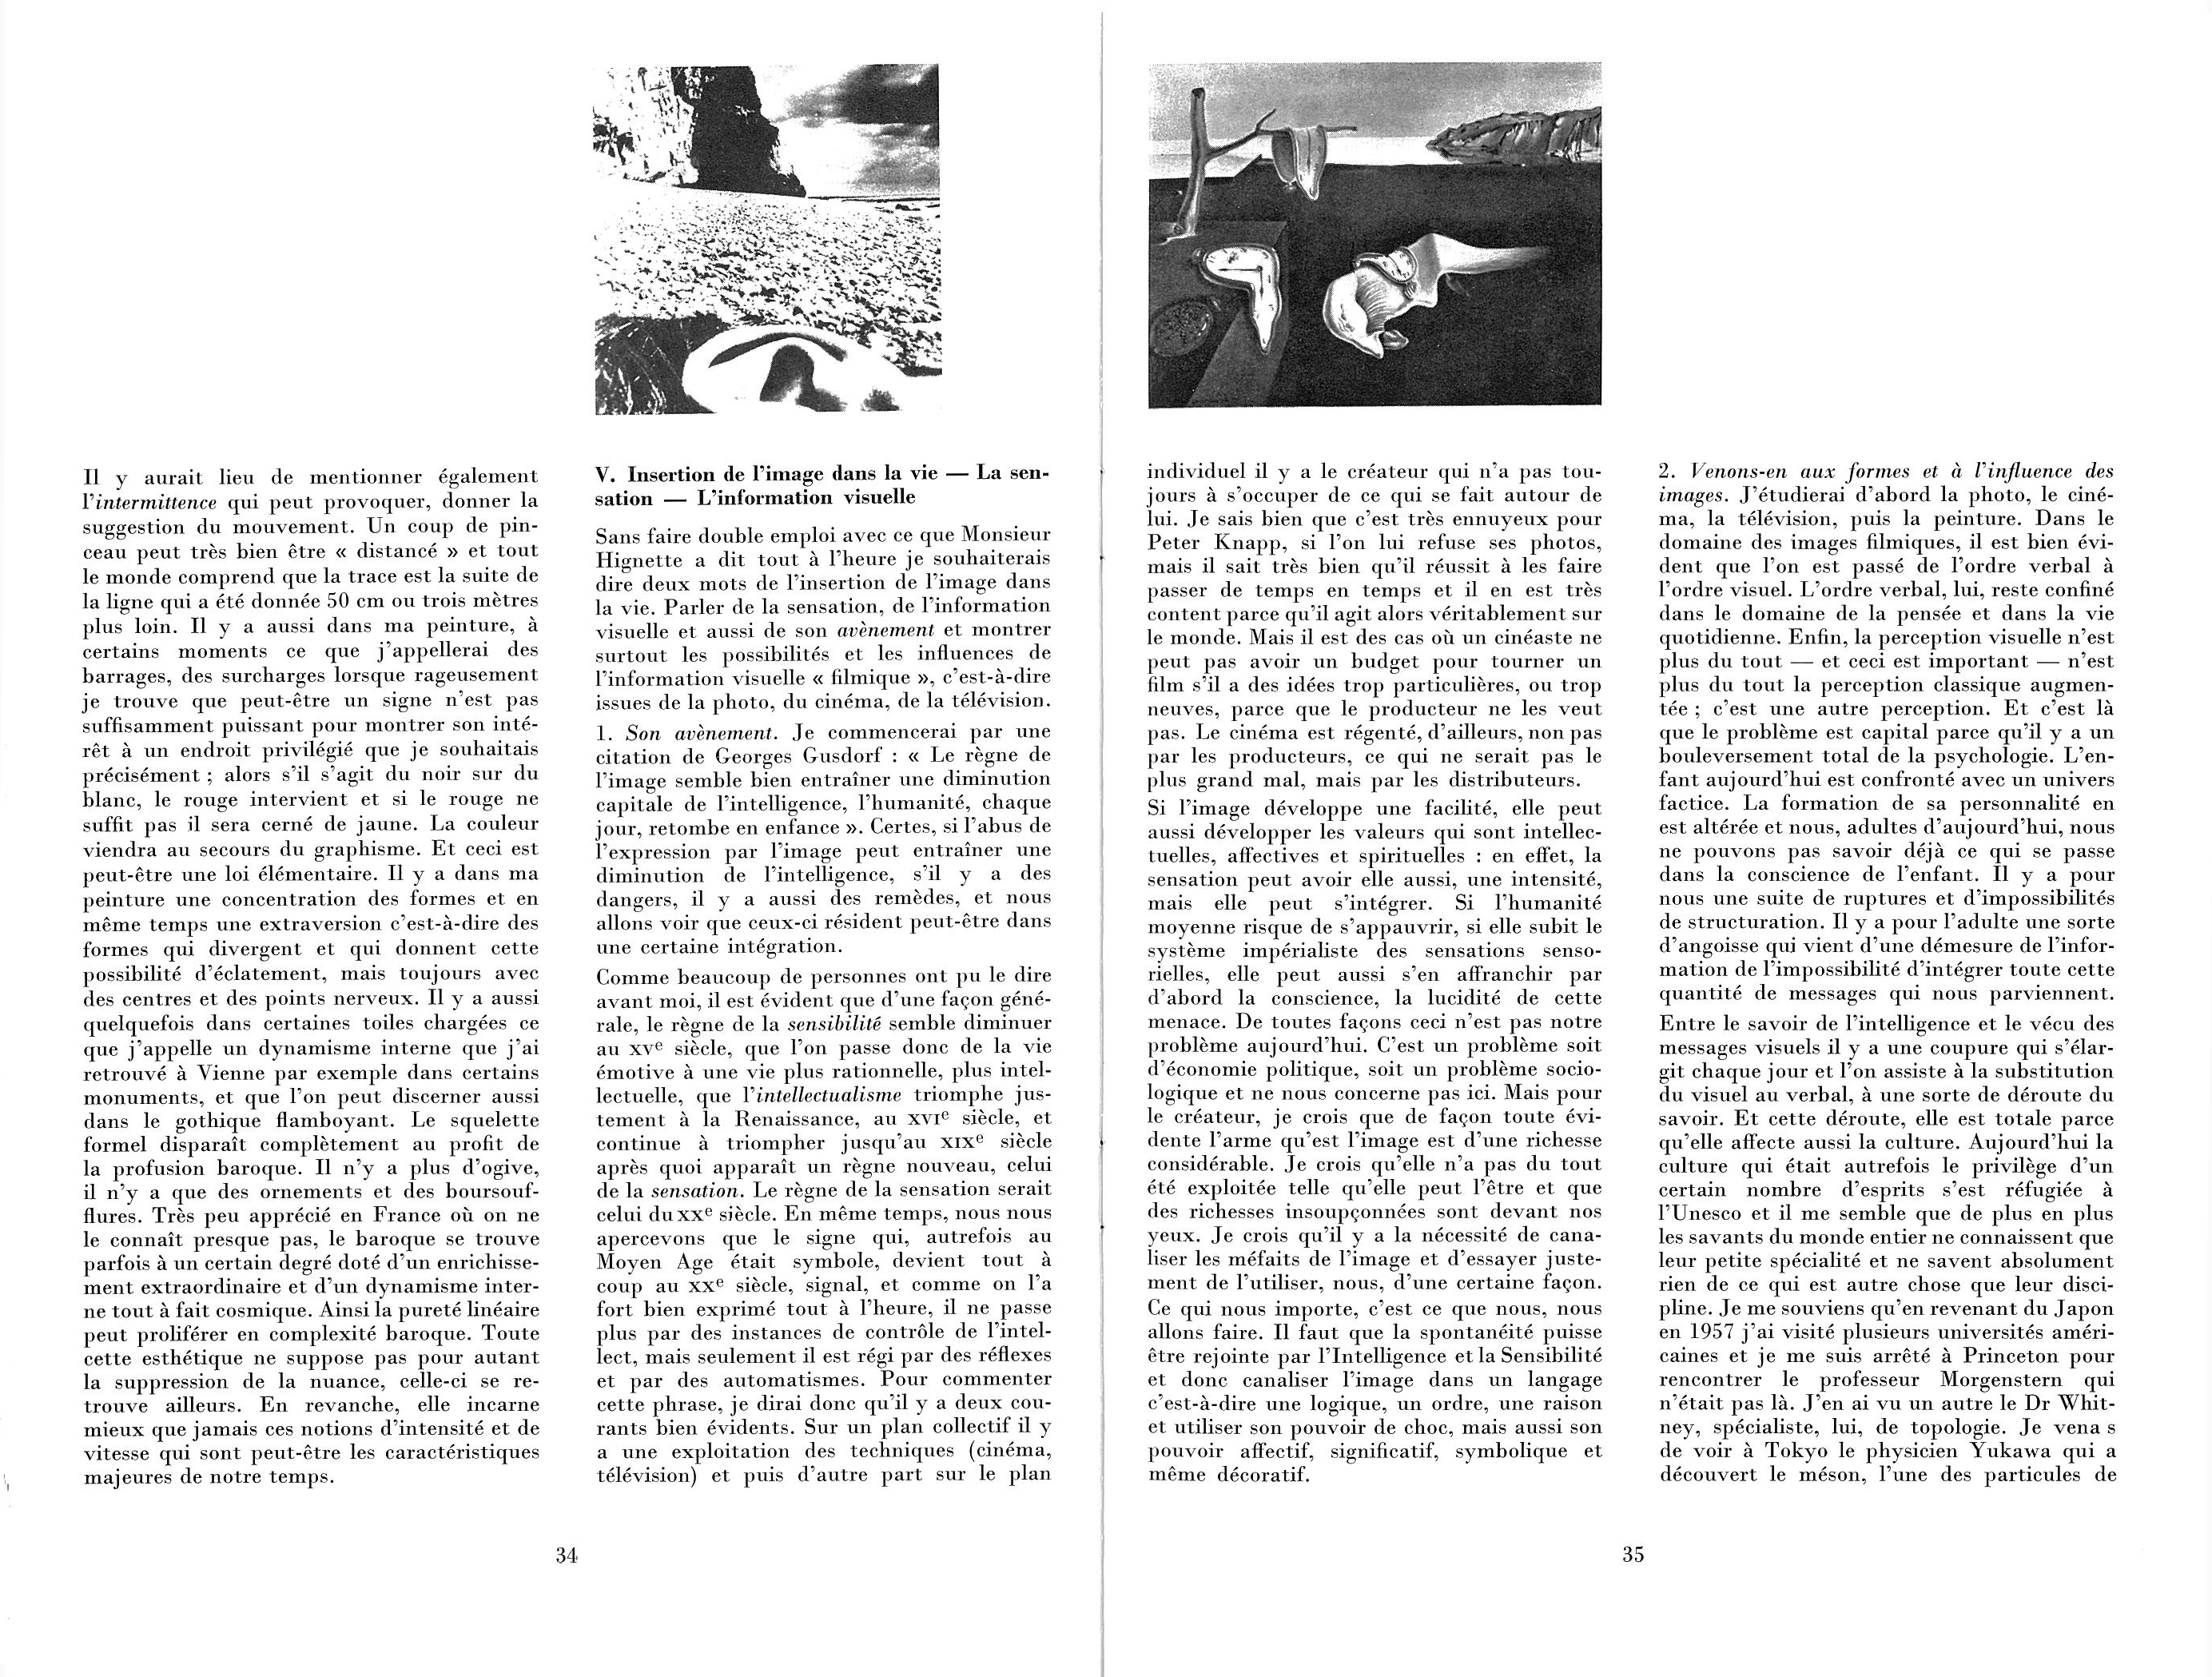 Il y aurait lieu de mentionner également
l'intermittence qui peut provoquer, donner la
suggestion du mouvement. Un coup de pin-
ceau peut très bien être « distancé » et tout
le monde comprend que la trace est la suite de
la ligne qui a été donnée 50 cm ou trois mètres
plus loin. Il y a aussi dans ma peinture, à
certains moments ce que j'appellerai des
barrages, des surcharges lorsque rageusement
je trouve que peut-être un signe n'est pas
suffisamment puissant pour montrer son inté-
rêt à un endroit privilégié que je souhaitais
précisément ; alors s'il s'agit du noir sur du
blanc, le rouge intervient et si le rouge ne
suffit pas il sera cerné de jaune. La couleur
viendra au secours du graphisme. Et ceci est
peut-être une loi élémentaire. Il y a dans ma
peinture une concentration des formes et en
même temps une extraversion c'est-à-dire des
formes qui divergent et qui donnent cette
possibilité d'éclatement, mais toujours avec
des centres et des points nerveux. Il y a aussi
quelquefois dans certaines toiles chargées ce
que j'appelle un dynamisme interne que j'ai
retrouvé à Vienne par exemple dans certains
monuments, et que l'on peut discerner aussi
dans le gothique flamboyant. Le squelette
formel disparaît complètement au profit de
la profusion baroque. Il n'y a plus d'ogive,
il n'y a que des ornements et des boursouf-
flures. Très peu apprécié en France où on ne
le connaît presque pas, le baroque se trouve
parfois à un certain degré doté d'un enrichisse-
ment extraordinaire et d'un dynamisme inter-
ne tout à fait cosmique. Ainsi la pureté linéaire
peut proliférer en complexité baroque. Toute
cette esthétique ne suppose pas pour autant
la suppression de la nuance, celle-ci se re-
trouve ailleurs. En revanche, elle incarne
mieux que jamais ces notions d'intensité et de
vitesse qui sont peut-être les caractéristiques
majeures de notre temps.
V. Insertion de l'image dans la vie — La sen-
sation — L'information visuelle
Sans faire double emploi avec ce que Monsieur
Hignette a dit tout à l'heure je souhaiterais
dire deux mots de l'insertion de l'image dans
la vie. Parler de la sensation, de l'information
visuelle et aussi de son avènement et montrer
surtout les possibilités et les influences de
l'information visuelle « filmique », c'est-à-dire
issues de la photo, du cinéma, de la télévision.
1. Son avènement. Je commencerai par une
citation de Georges Gusdorf : « Le règne de
l'image semble bien entraîner une diminution
capitale de l'intelligence, l'humanité, chaque
jour, retombe en enfance ». Certes, si l'abus de
l'expression par l'image peut entraîner une
diminution de l'intelligence, s'il y a des
dangers, il y a aussi des remèdes, et nous
allons voir que ceux-ci résident peut-être dans
une certaine intégration.
Comme beaucoup de personnes ont pu le dire
avant moi, il est évident que d'une façon géné-
rale, le règne de la sensibilité semble diminuer
au XVe siècle, que l'on passe donc de la vie
émotive à une vie plus rationnelle, plus intel-
lectuelle, que l'intellectualisme triomphe jus-
tement à la Renaissance, au XVIe siècle, et
continue à triompher jusqu'au XIXe siècle
après quoi apparaît un règne nouveau, celui
de la sensation. Le règne de la sensation serait
celui du XXe siècle. En même temps, nous nous
apercevons que le signe qui, autrefois au
Moyen Age était symbole, devient tout à
coup au XXe siècle, signal, et comme on l'a
fort bien exprimé tout à l'heure, il ne passe
plus par des instances de contrôle de l'intel-
lect, mais seulement il est régi par des réflexes
et par des automatismes. Pour commenter
cette phrase, je dirai donc qu'il y a deux cou-
rants bien évidents. Sur un plan collectif il y
a une exploitation des techniques (cinéma,
télévision) et puis d'autre part sur le plan
34
individuel il y a le créateur qui n'a pas tou-
jours à s'occuper de ce qui se fait autour de
lui. Je sais bien que c'est très ennuyeux pour
Peter Knapp, si l'on lui refuse ses photos,
mais il sait très bien qu'il réussit à les faire
passer de temps en temps et il en est très
content parce qu'il agit alors véritablement sur
le monde. Mais il est des cas où un cinéaste ne
peut pas avoir un budget pour tourner un
film s'il a des idées trop particulières, ou trop
neuves, parce que le producteur ne les veut
pas. Le cinéma est régenté, d'ailleurs, non pas
par les producteurs, ce qui ne serait pas le
plus grand mal, mais par les distributeurs.
Si l'image développe une facilité, elle peut
aussi développer les valeurs qui sont intellec-
tuelles, affectives et spirituelles : en effet, la
sensation peut avoir elle aussi, une intensité,
mais elle peut s'intégrer. Si l'humanité
moyenne risque de s'appauvrir, si elle subit le
système impérialiste des sensations senso-
rielles, elle peut aussi s'en affranchir par
d'abord la conscience, la lucidité de cette
menace. De toutes façons ceci n'est pas notre
problème aujourd'hui. C'est un problème soit
d'économie politique, soit un problème socio-
logique et ne nous concerne pas ici. Mais pour
le créateur, je crois que de façon toute évi-
dente l'arme qu'est l'image est d'une richesse
considérable. Je crois qu'elle n'a pas du tout
été exploitée telle qu'elle peut l'être et que
des richesses insoupçonnées sont devant nos
yeux. Je crois qu'il y a la nécessité de cana-
liser les méfaits de l'image et d'essayer juste-
ment de l'utiliser, nous, d'une certaine façon.
Ce qui nous importe, c'est ce que nous, nous
allons faire. Il faut que la spontanéité puisse
être rejointe par l'Intelligence et la Sensibilité
et donc canaliser l'image dans un langage
c'est-à-dire une logique, un ordre, une raison
et utiliser son pouvoir de choc, mais aussi son
pouvoir affectif, significatif, symbolique et
même décoratif.
2. Venons-en aux formes et à l'influence des
images. J'étudierai d'abord la photo, le ciné-
ma, la télévision, puis la peinture. Dans le
domaine des images filmiques, il est bien évi-
dent que l'on est passé de l'ordre verbal à
l'ordre visuel. L'ordre verbal, lui, reste confiné
dans le domaine de la pensée et dans la vie
quotidienne. Enfin, la perception visuelle n'est
plus du tout — et ceci est important — n'est
plus du tout la perception classique augmen-
tée ; c'est une autre perception. Et c'est là
que le problème est capital parce qu'il y a un
bouleversement total de la psychologie. L'en-
fant aujourd'hui est confronté avec un univers
factice. La formation de sa personnalité en
est altérée et nous, adultes d'aujourd'hui, nous
ne pouvons pas savoir déjà ce qui se passe
dans la conscience de l'enfant. Il y a pour
nous une suite de ruptures et d'impossibilités
de structuration. Il y a pour l'adulte une sorte
d'angoisse qui vient d'une démesure de l'infor-
mation de l'impossibilité d'intégrer toute cette
quantité de messages qui nous parviennent.
Entre le savoir de l'intelligence et le vécu des
messages visuels il y a une coupure qui s'élar-
git chaque jour et l'on assiste à la substitution
du visuel au verbal, à une sorte de déroute du
savoir. Et cette déroute, elle est totale parce
qu'elle affecte aussi la culture. Aujourd'hui la
culture qui était autrefois le privilège d'un
certain nombre d'esprits s'est réfugiée à
l'Unesco et il me semble que de plus en plus
les savants du monde entier ne connaissent que
leur petite spécialité et ne savent absolument
rien de ce qui est autre chose que leur disci-
pline. Je me souviens qu'en revenant du Japon
en 1957 j'ai visité plusieurs universités améri-
caines et je me suis arrêté à Princeton pour
rencontrer le professeur Morgenstern qui
n'était pas là. J'en ai vu un autre le Dr Whit-
ney, spécialiste, lui, de topologie. Je vena s
de voir à Tokyo le physicien Yukawa qui a
découvert le méson, l'une des particules de
35